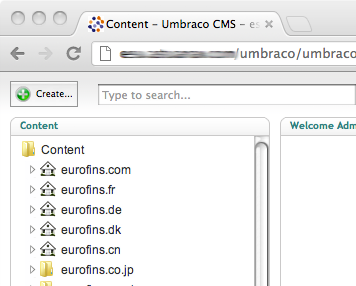 Content – Umbraco CMS – es
/umbraco/umbraco
Create...
Type to search...
Content
Welcome Adm
Content
eurofins.com
eurofins.fr
eurofins.de
eurofins.dk
eurofins.cn
eurofins.co.jp